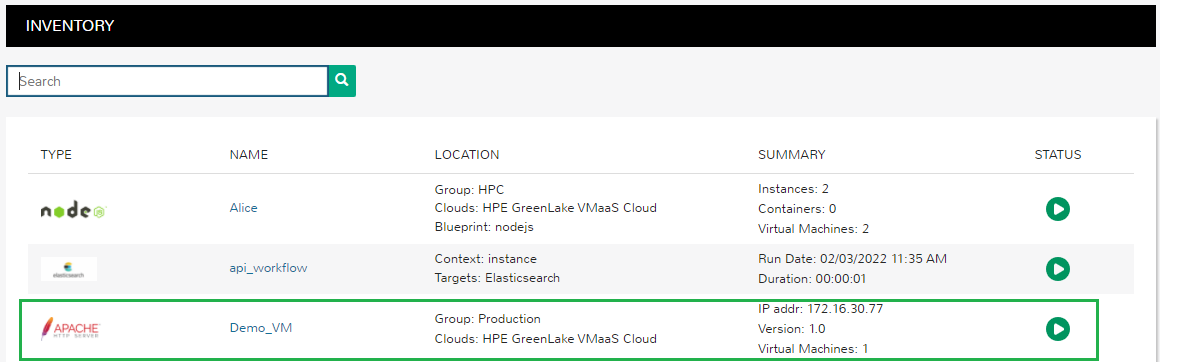 INVENTORY
Search
TYPE NAME LOCATION SUMMARY STATUS
node JS Alice Group: HPC Instances: 2
Clouds: HPE GreenLake VMaaS Cloud Containers: 0
Blueprint: nodejs Virtual Machines: 2
elasticsearch api_workflow Context: instance Run Date: 02/03/2022 11:35 AM
Targets: Elasticsearch Duration: 00:00:01
APACHE HTTP SERVER Demo_VM Group: Production IP addr: 172.16.30.77
Clouds: HPE GreenLake VMaaS Cloud Version: 1.0
Virtual Machines: 1